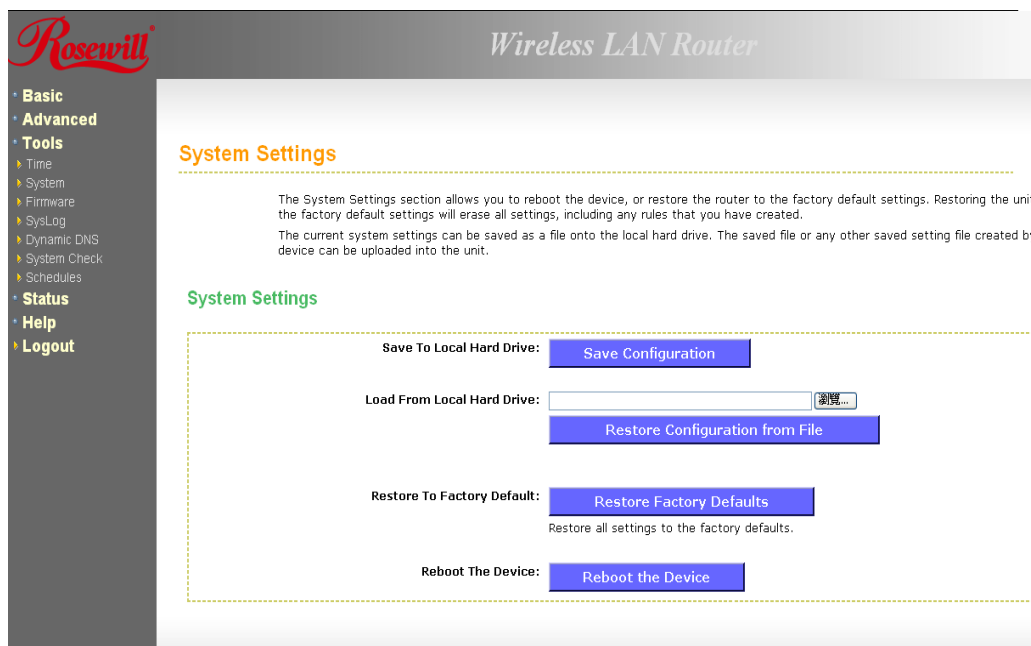 Rosewill
Wireless LAN Router
Basic
Advanced
Tools
Time
System
Firmware
SysLog
Dynamic DNS
System Check
Schedules
Status
Help
Logout
System Settings
The System Settings section allows you to reboot the device, or restore the router to the factory default settings. Restoring the uni
the factory default settings will erase all settings, including any rules that you have created.
The current system settings can be saved as a file onto the local hard drive. The saved file or any other saved setting file created b
device can be uploaded into the unit.
System Settings
Save To Local Hard Drive: Save Configuration
Load From Local Hard Drive: 瀏覽...
Restore Configuration from File
Restore To Factory Default: Restore Factory Defaults
Restore all settings to the factory defaults.
Reboot The Device: Reboot the Device